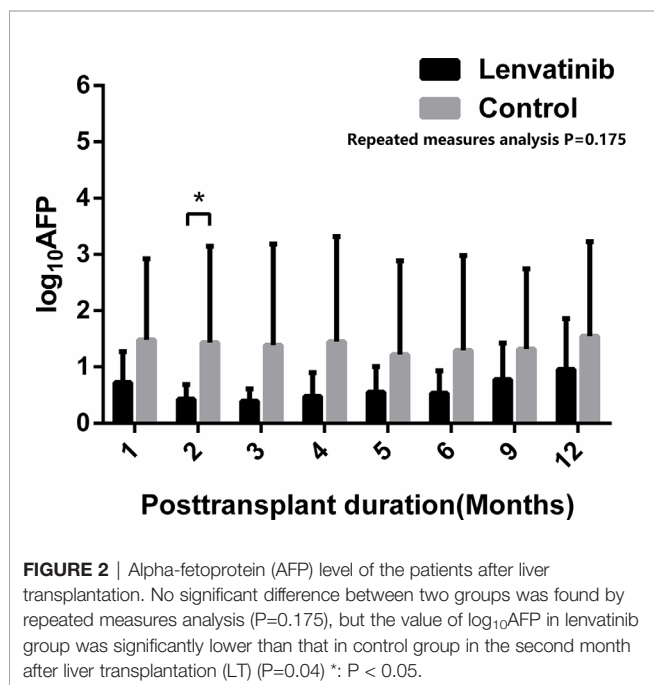 Lenvatinib
Control
Repeated measures analysis P=0.175
6
5
4
3
2
1
0
log₁₀AFP
*
1 2 3 4 5 6 9 12
Posttransplant duration(Months)
FIGURE 2 | Alpha-fetoprotein (AFP) level of the patients after liver
transplantation. No significant difference between two groups was found by
repeated measures analysis (P=0.175), but the value of log₁₀AFP in lenvatinib
group was significantly lower than that in control group in the second month
after liver transplantation (LT) (P=0.04) *: P < 0.05.